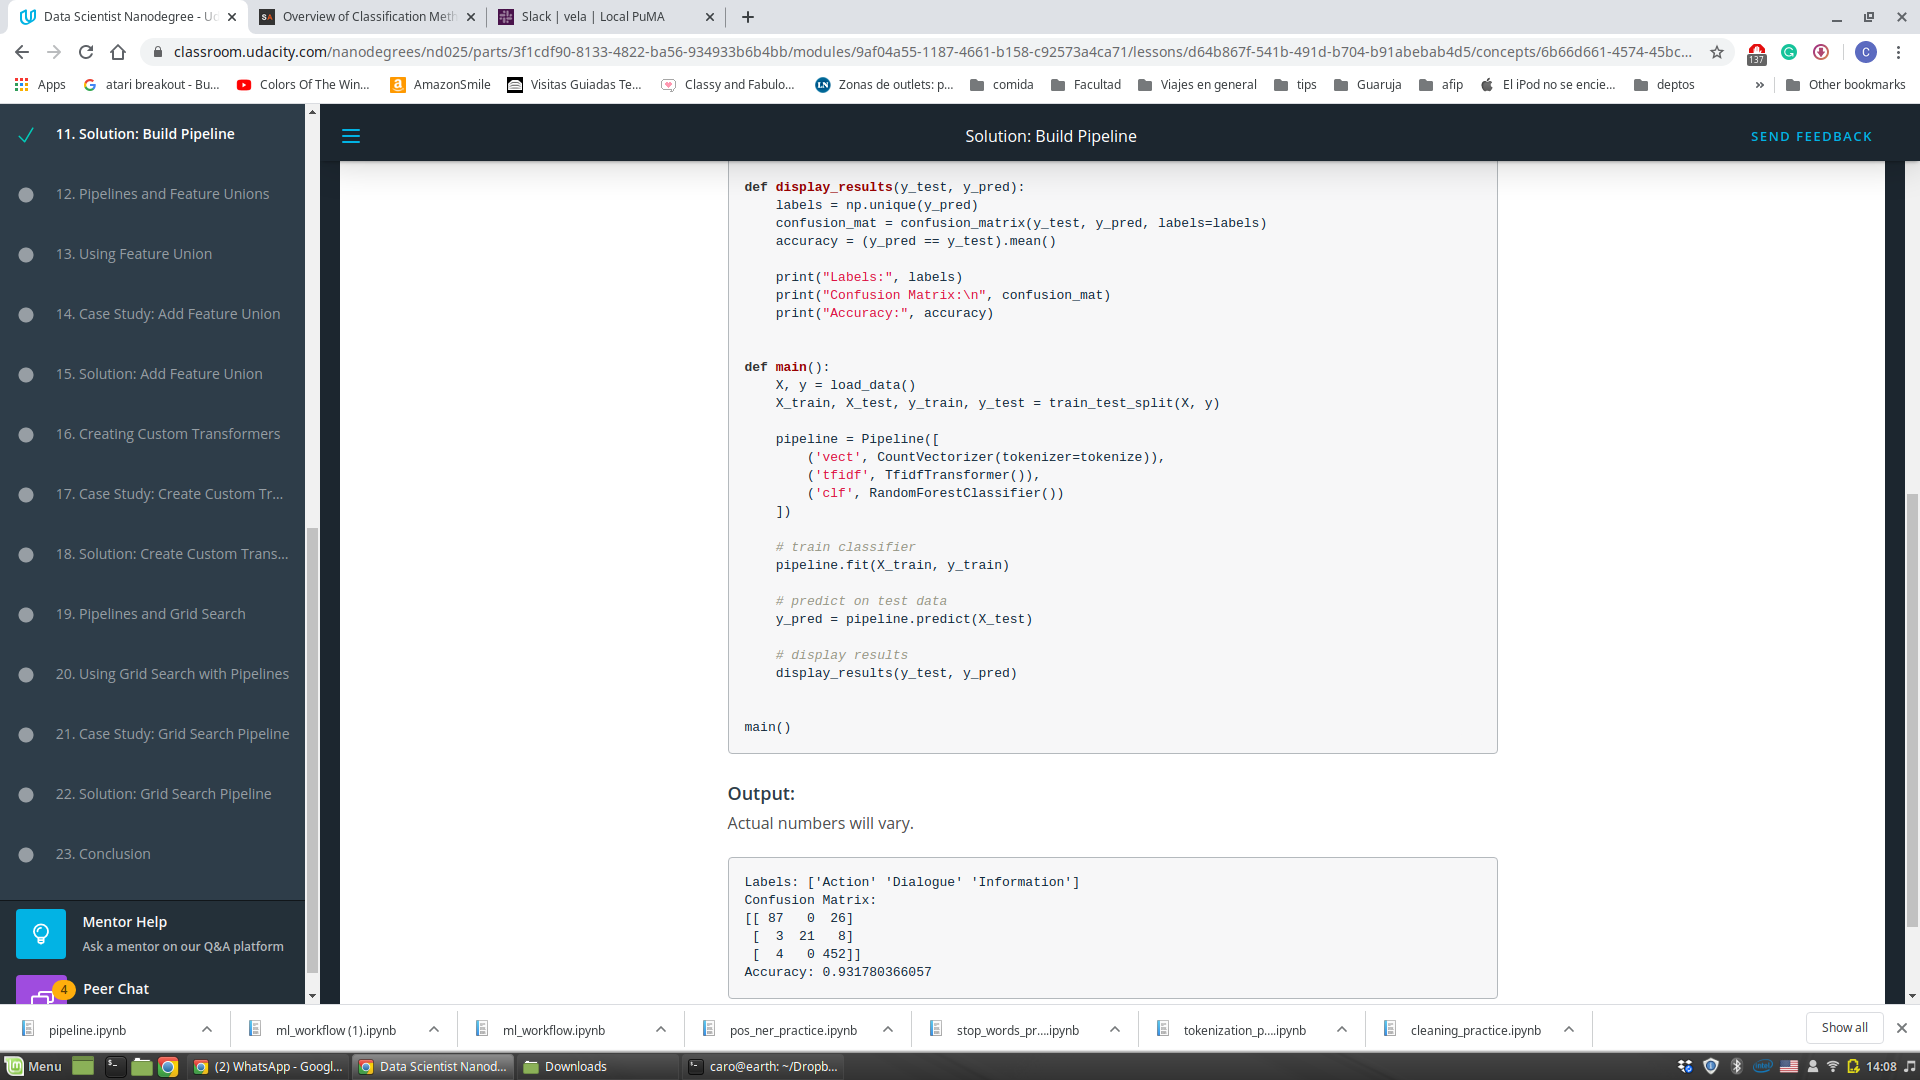 Data Scientist Nanodegree - Ud
Overview of Classification Meth
Slack | vela | Local PuMA
classroom.udacity.com/nanodegrees/nd025/parts/3f1cdf90-8133-4822-ba56-934933b6b4bb/modules/9af04a55-1187-4661-b158-c92573a4ca71/lessons/d64b867f-541b-491d-b704-b91abebab4d5/concepts/6b66d661-4574-45bc...
137
C
Apps
atari breakout - Bu...
Colors Of The Win...
AmazonSmile
Visitas Guiadas Te...
Classy and Fabulo...
Zonas de outlets: p...
comida
Facultad
Viajes en general
tips
Guaruja
afip
El iPod no se encie...
deptos
»
Other bookmarks
11. Solution: Build Pipeline
12. Pipelines and Feature Unions
13. Using Feature Union
14. Case Study: Add Feature Union
15. Solution: Add Feature Union
16. Creating Custom Transformers
17. Case Study: Create Custom Tr...
18. Solution: Create Custom Trans...
19. Pipelines and Grid Search
20. Using Grid Search with Pipelines
21. Case Study: Grid Search Pipeline
22. Solution: Grid Search Pipeline
23. Conclusion
Mentor Help
Ask a mentor on our Q&A platform
4
Peer Chat
Solution: Build Pipeline
SEND FEEDBACK
def display_results(y_test, y_pred):
    labels = np.unique(y_pred)
    confusion_mat = confusion_matrix(y_test, y_pred, labels=labels)
    accuracy = (y_pred == y_test).mean()
    print("Labels:", labels)
    print("Confusion Matrix:\n", confusion_mat)
    print("Accuracy:", accuracy)
def main():
    X, y = load_data()
    X_train, X_test, y_train, y_test = train_test_split(X, y)
    pipeline = Pipeline([
        ('vect', CountVectorizer(tokenizer=tokenize)),
        ('tfidf', TfidfTransformer()),
        ('clf', RandomForestClassifier())
    ])
    # train classifier
    pipeline.fit(X_train, y_train)
    # predict on test data
    y_pred = pipeline.predict(X_test)
    # display results
    display_results(y_test, y_pred)
main()
Output:
Actual numbers will vary.
Labels: ['Action' 'Dialogue' 'Information']
Confusion Matrix:
[[ 87   0  26]
 [  3  21   8]
 [  4   0 452]]
Accuracy: 0.931780366057
pipeline.ipynb
ml_workflow (1).ipynb
ml_workflow.ipynb
pos_ner_practice.ipynb
stop_words_pr....ipynb
tokenization_p....ipynb
cleaning_practice.ipynb
Show all
Menu
(2) WhatsApp - Googl...
Data Scientist Nanod...
Downloads
caro@earth: ~/Dropb...
14:08